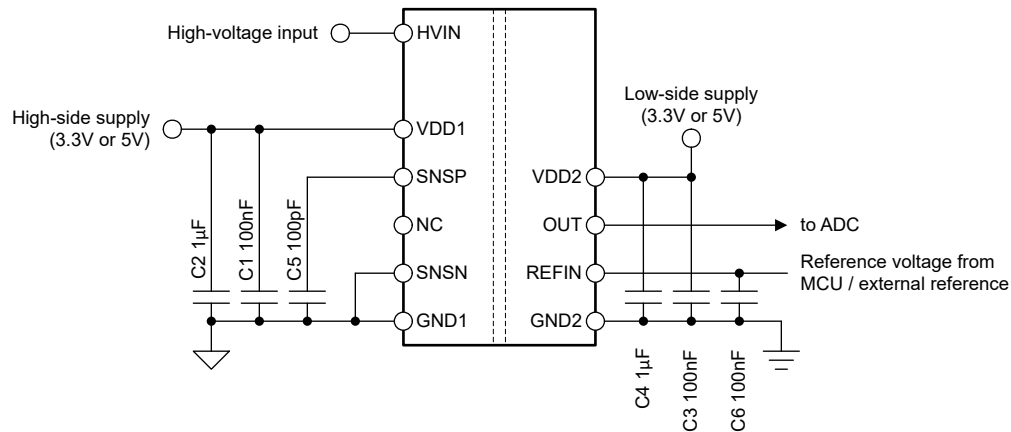 High-voltage input
HVIN
High-side supply
(3.3V or 5V)
VDD1
SNSP
NC
SNSN
GND1
C2 1µF
C1 100nF
C5 100pF
Low-side supply
(3.3V or 5V)
VDD2
OUT
to ADC
REFIN
Reference voltage from
MCU / external reference
GND2
C4 1µF
C3 100nF
C6 100nF